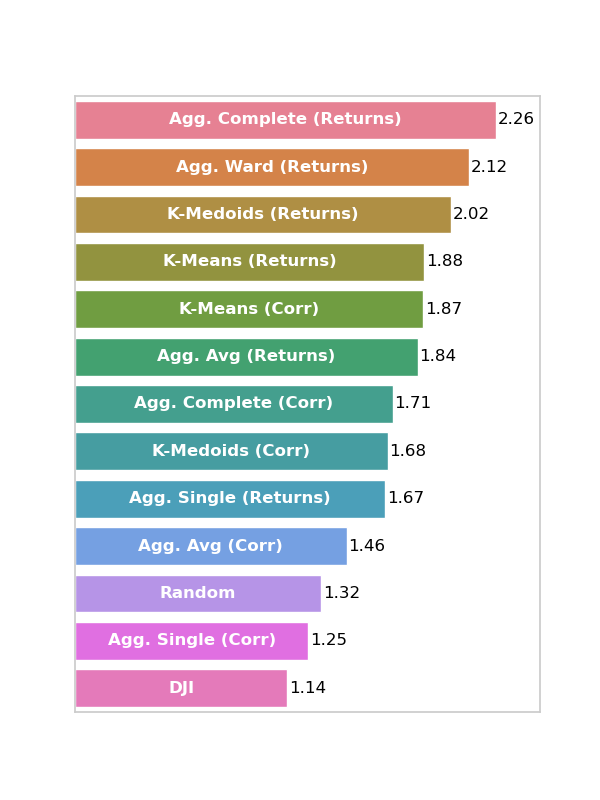 Agg. Complete (Returns) 2.26
Agg. Ward (Returns) 2.12
K-Medoids (Returns) 2.02
K-Means (Returns) 1.88
K-Means (Corr) 1.87
Agg. Avg (Returns) 1.84
Agg. Complete (Corr) 1.71
K-Medoids (Corr) 1.68
Agg. Single (Returns) 1.67
Agg. Avg (Corr) 1.46
Random 1.32
Agg. Single (Corr) 1.25
DJI 1.14